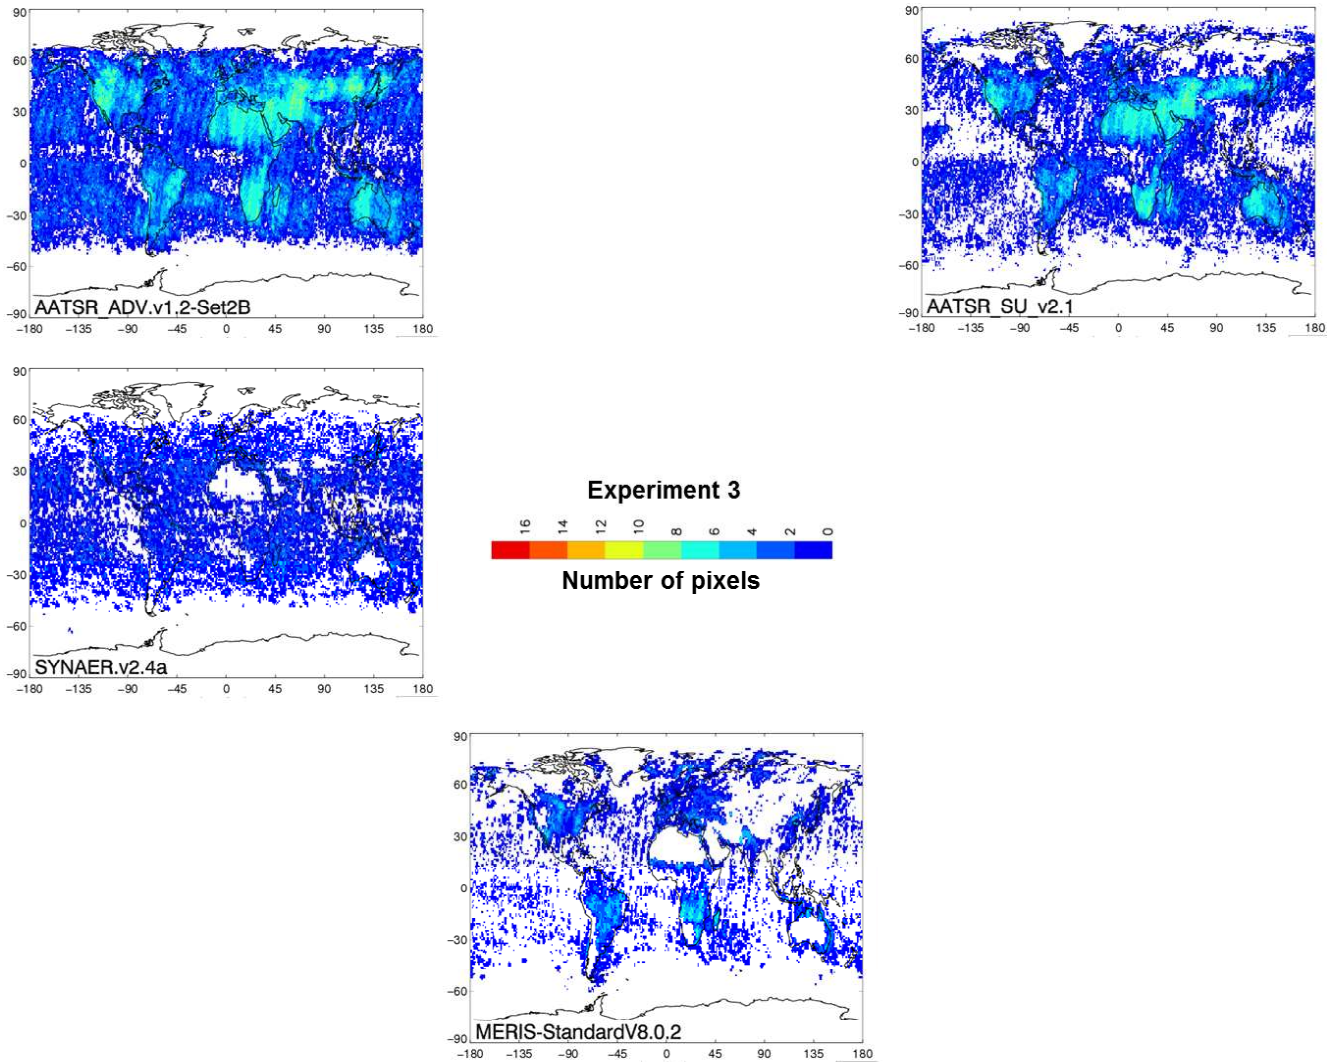 90
60
30
0
−30
−60
−90
AATSR_ADV.v1.2-Set2B
−180 −135 −90 −45 0 45 90 135 180
90
60
30
0
−30
−60
−90
AATSR_SU_v2.1
−180 −135 −90 −45 0 45 90 135 180
90
60
30
0
−30
−60
−90
SYNAER.v2.4a
−180 −135 −90 −45 0 45 90 135 180
Experiment 3
16 14 12 10 8 6 4 2 0
Number of pixels
90
60
30
0
−30
−60
−90
MERIS-StandardV8.0.2
−180 −135 −90 −45 0 45 90 135 180